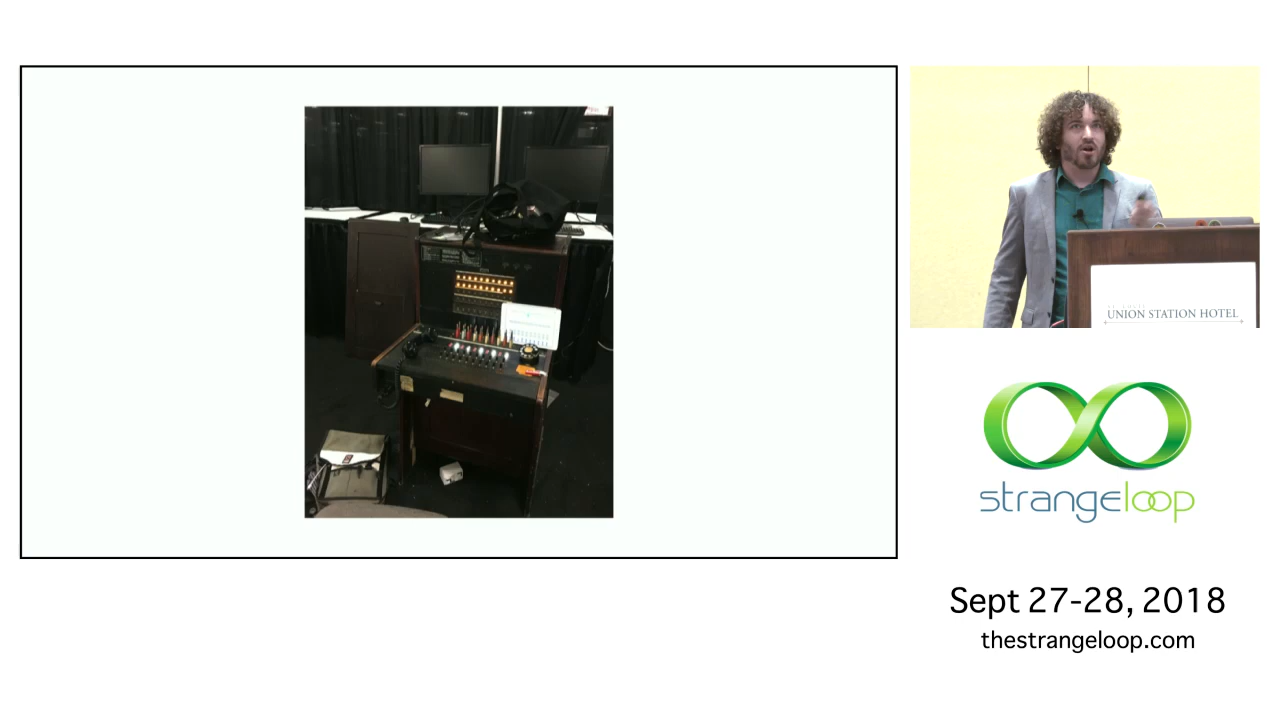 UNION STATION HOTEL
strangeloop
Sept 27-28, 2018
thestrangeloop.com